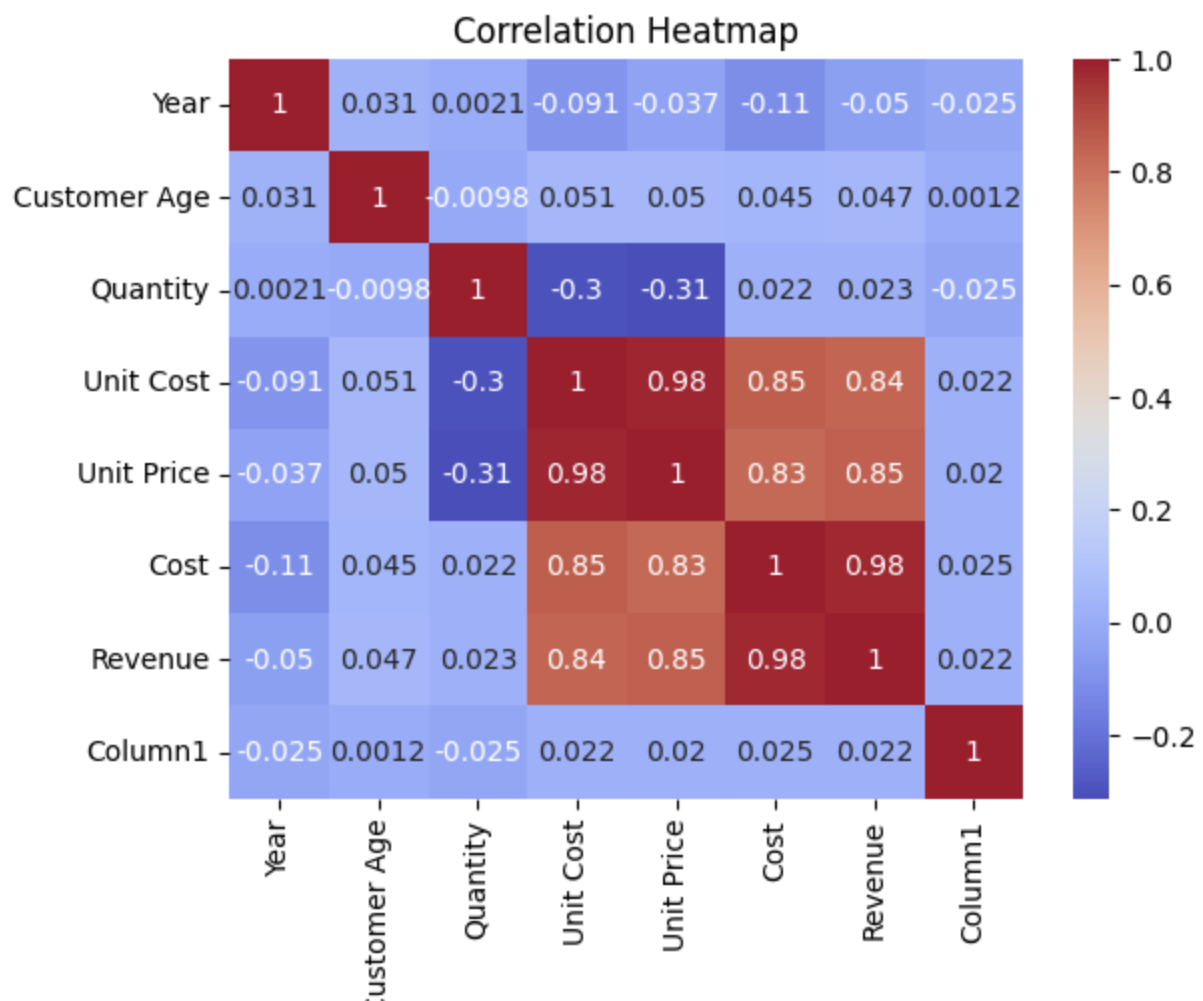 Correlation Heatmap
Year 1 0.031 0.0021 -0.091 -0.037 -0.11 -0.05 -0.025
Customer Age 0.031 1 -0.0098 0.051 0.05 0.045 0.047 0.0012
Quantity 0.0021 -0.0098 1 -0.3 -0.31 0.022 0.023 -0.025
Unit Cost -0.091 0.051 -0.3 1 0.98 0.85 0.84 0.022
Unit Price -0.037 0.05 -0.31 0.98 1 0.83 0.85 0.02
Cost -0.11 0.045 0.022 0.85 0.83 1 0.98 0.025
Revenue -0.05 0.047 0.023 0.84 0.85 0.98 1 0.022
Column1 -0.025 0.0012 -0.025 0.022 0.02 0.025 0.022 1
Year
ustomer Age
Quantity
Unit Cost
Unit Price
Cost
Revenue
Column1
1.0
0.8
0.6
0.4
0.2
0.0
−0.2